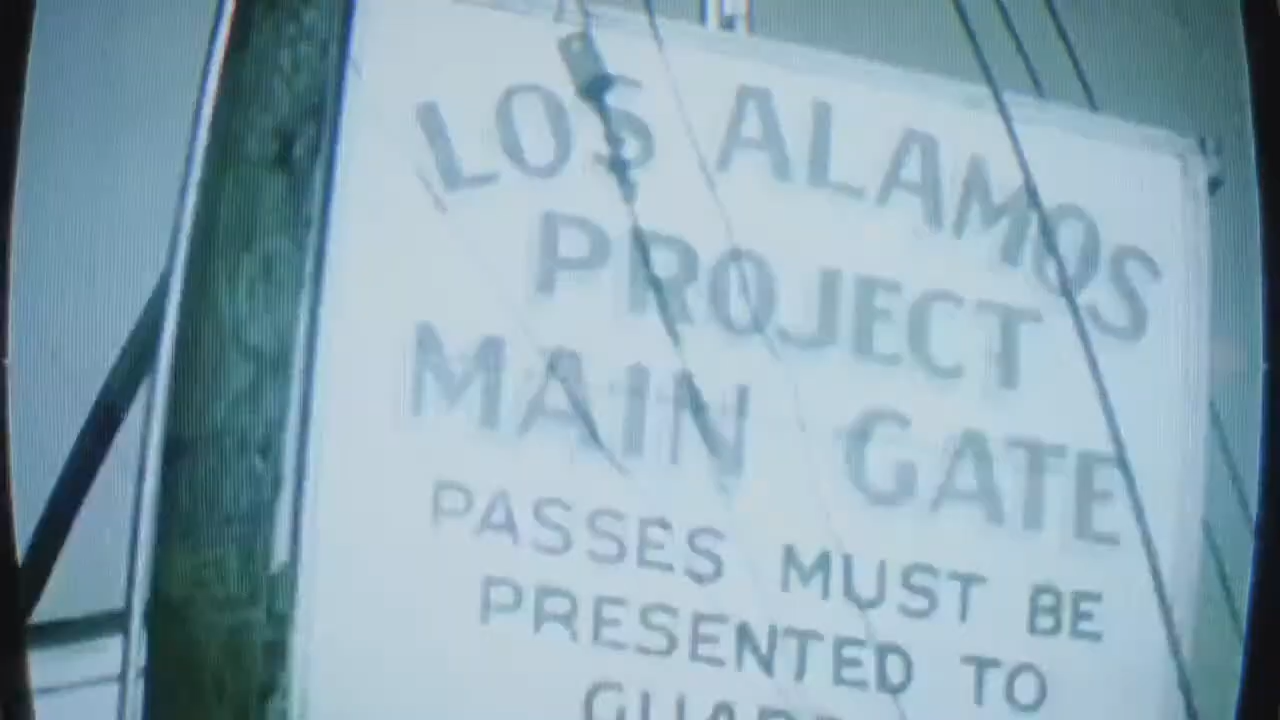 LOS ALAMOS
PROJECT
MAIN GATE
PASSES MUST BE
PRESENTED TO